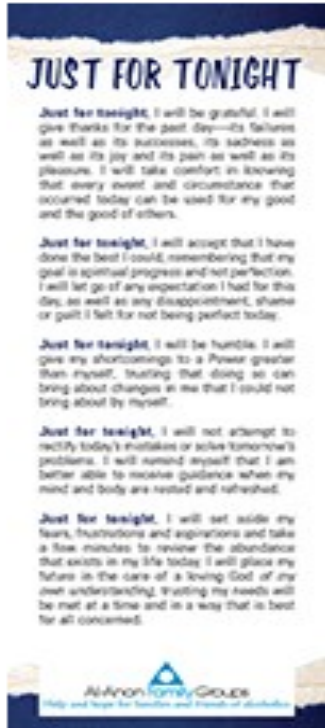 JUST FOR TONIGHT
Just for tonight, I will be grateful. I will
give thanks for the past day—its failures
as well as its successes, its sadness as
well as its joy and its pain as well as its
pleasure. I will take comfort in knowing
that every event and circumstance that
occurred today can be used for my good
and the good of others.
Just for tonight, I will accept that I have
done the best I could, remembering that my
goal is spiritual progress and not perfection.
I will let go of any expectation I had for this
day, as well as any disappointment, shame
or guilt I felt for not being perfect today.
Just for tonight, I will be humble. I will
give my shortcomings to a Power greater
than myself, trusting that doing so can
bring about changes in me that I could not
bring about by myself.
Just for tonight, I will not attempt to
rectify today's mistakes or solve tomorrow's
problems. I will remind myself that I am
better able to receive guidance when my
mind and body are rested and refreshed.
Just for tonight, I will set aside my
fears, frustrations and aspirations and take
a few minutes to review the abundance
that exists in my life today. I will place my
future in the care of a loving God of my
own understanding, trusting my needs will
be met at a time and in a way that is best
for all concerned.
Al-Anon Family Groups
Help and hope for families and friends of alcoholics